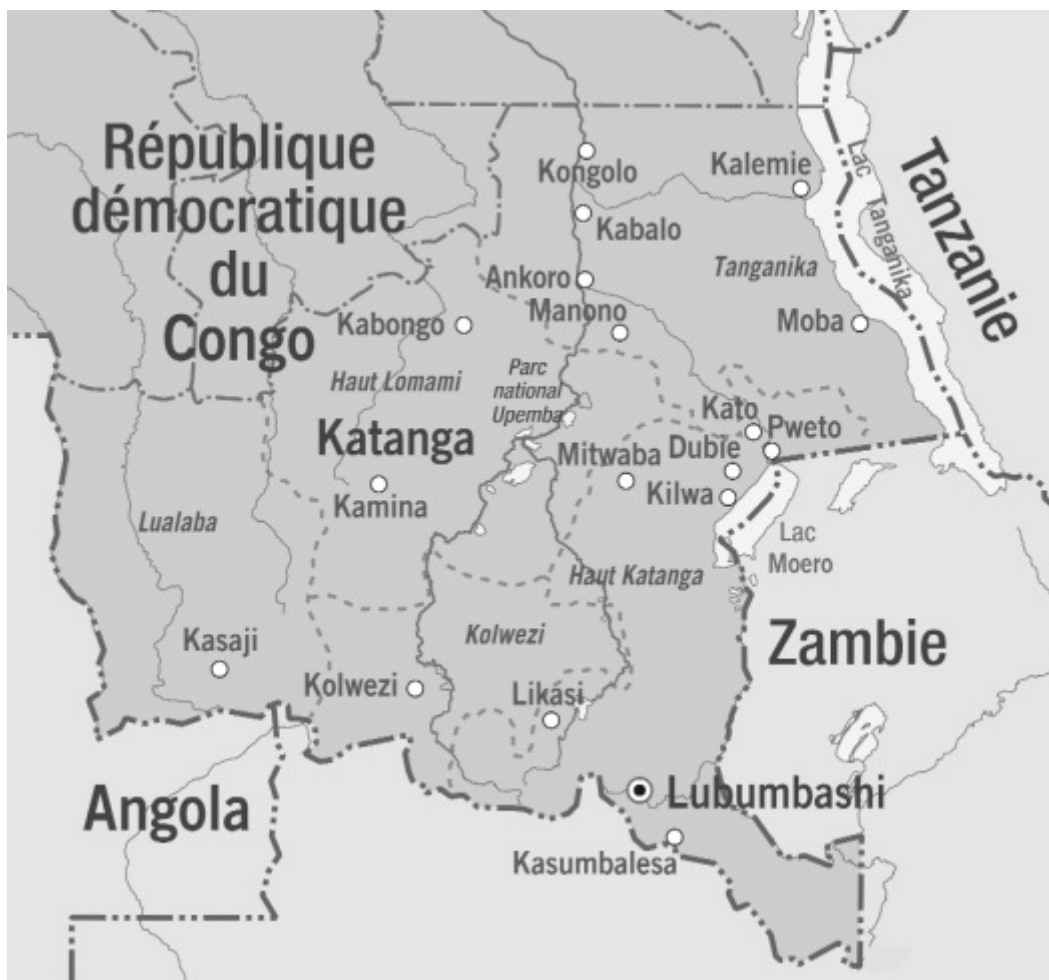 République
démocratique
du
Congo
Kongolo
Kalemie
Lac Tanganika
Tanzanie
Kabalo
Tanganika
Ankoro
Manono
Kabongo
Moba
Haut Lomami
Parc
national
Upemba
Katanga
Kato
Pweto
Mitwaba
Dubie
Kilwa
Kamina
Lualaba
Lac
Moero
Haut Katanga
Kasaji
Kolwezi
Zambie
Kolwezi
Likasi
Angola
Lubumbashi
Kasumbalesa